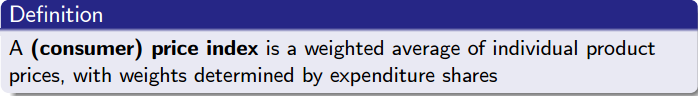 Definition
A (consumer) price index is a weighted average of individual product
prices, with weights determined by expenditure shares